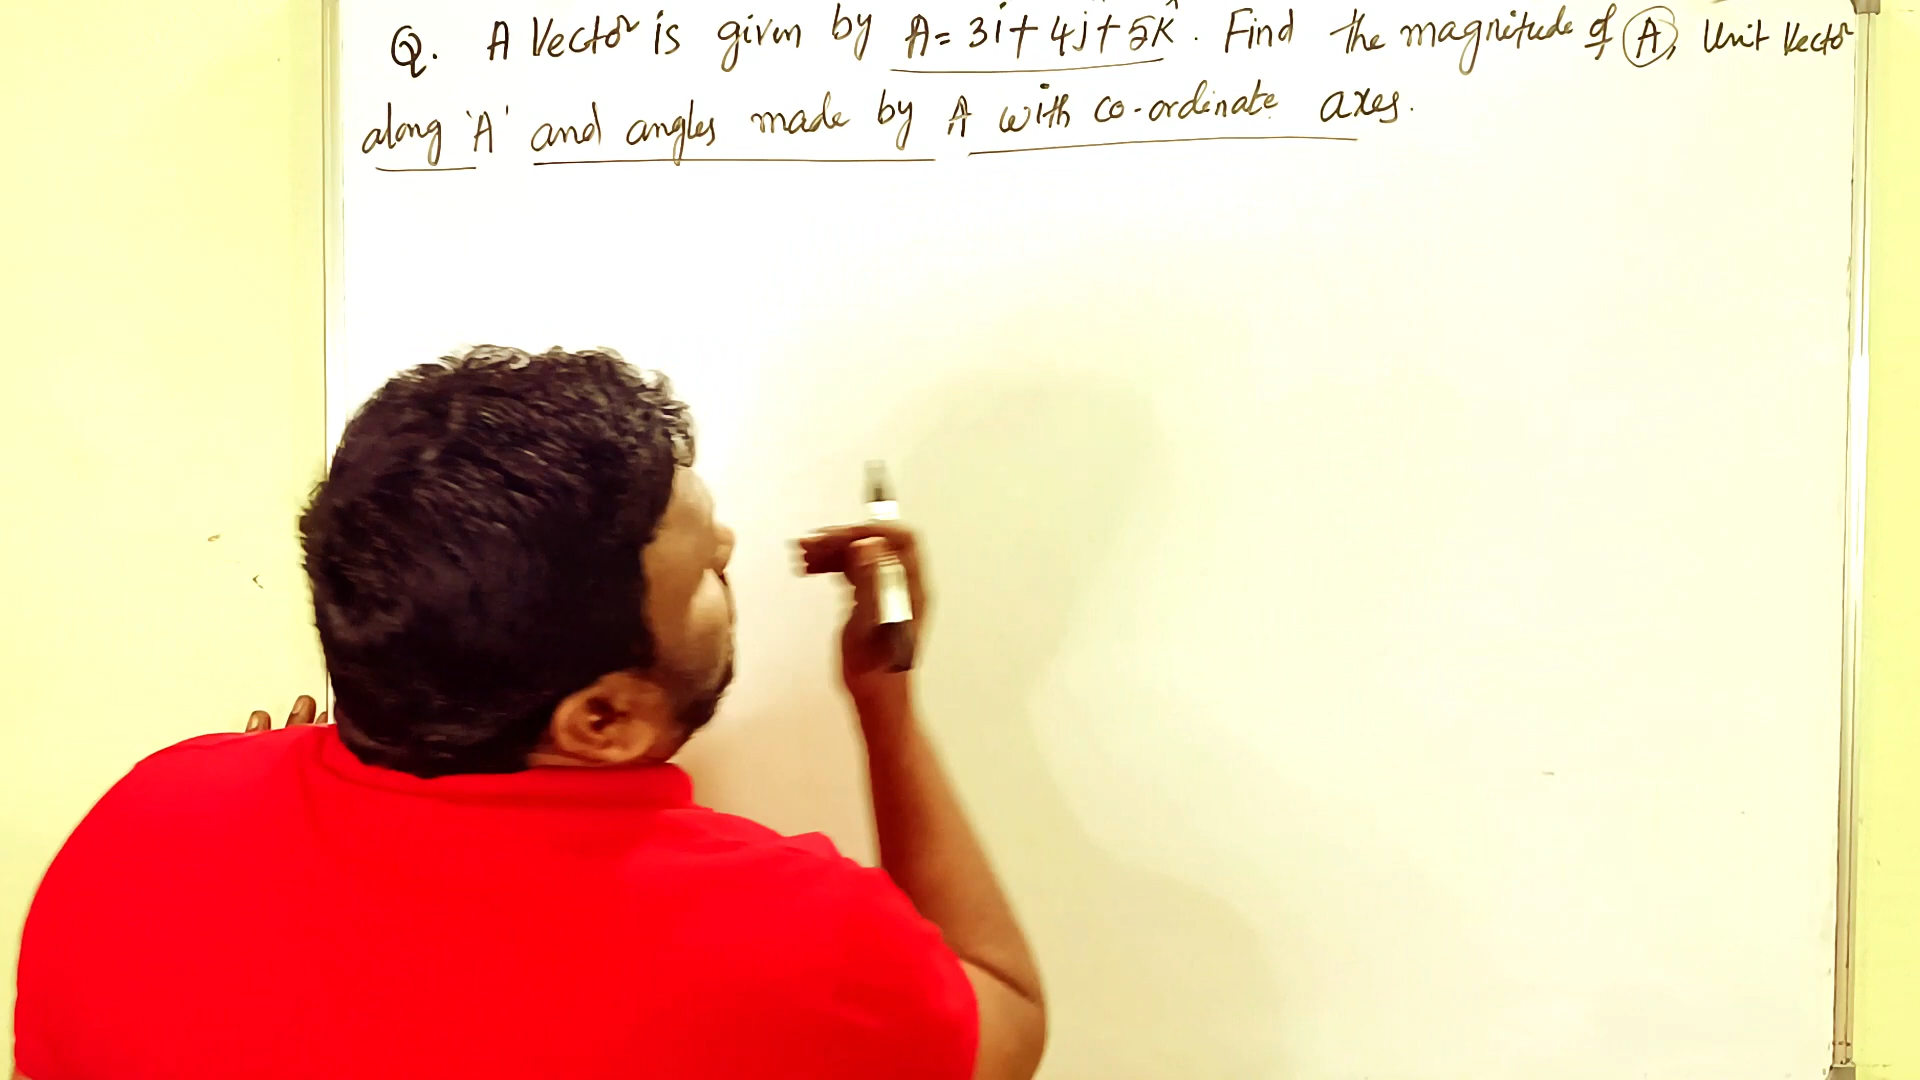 Q. A Vector is given by A = 3i + 4j + 5k̂. Find the magnitude of A, Unit Vector
along 'A' and angles made by A with co-ordinate axes.